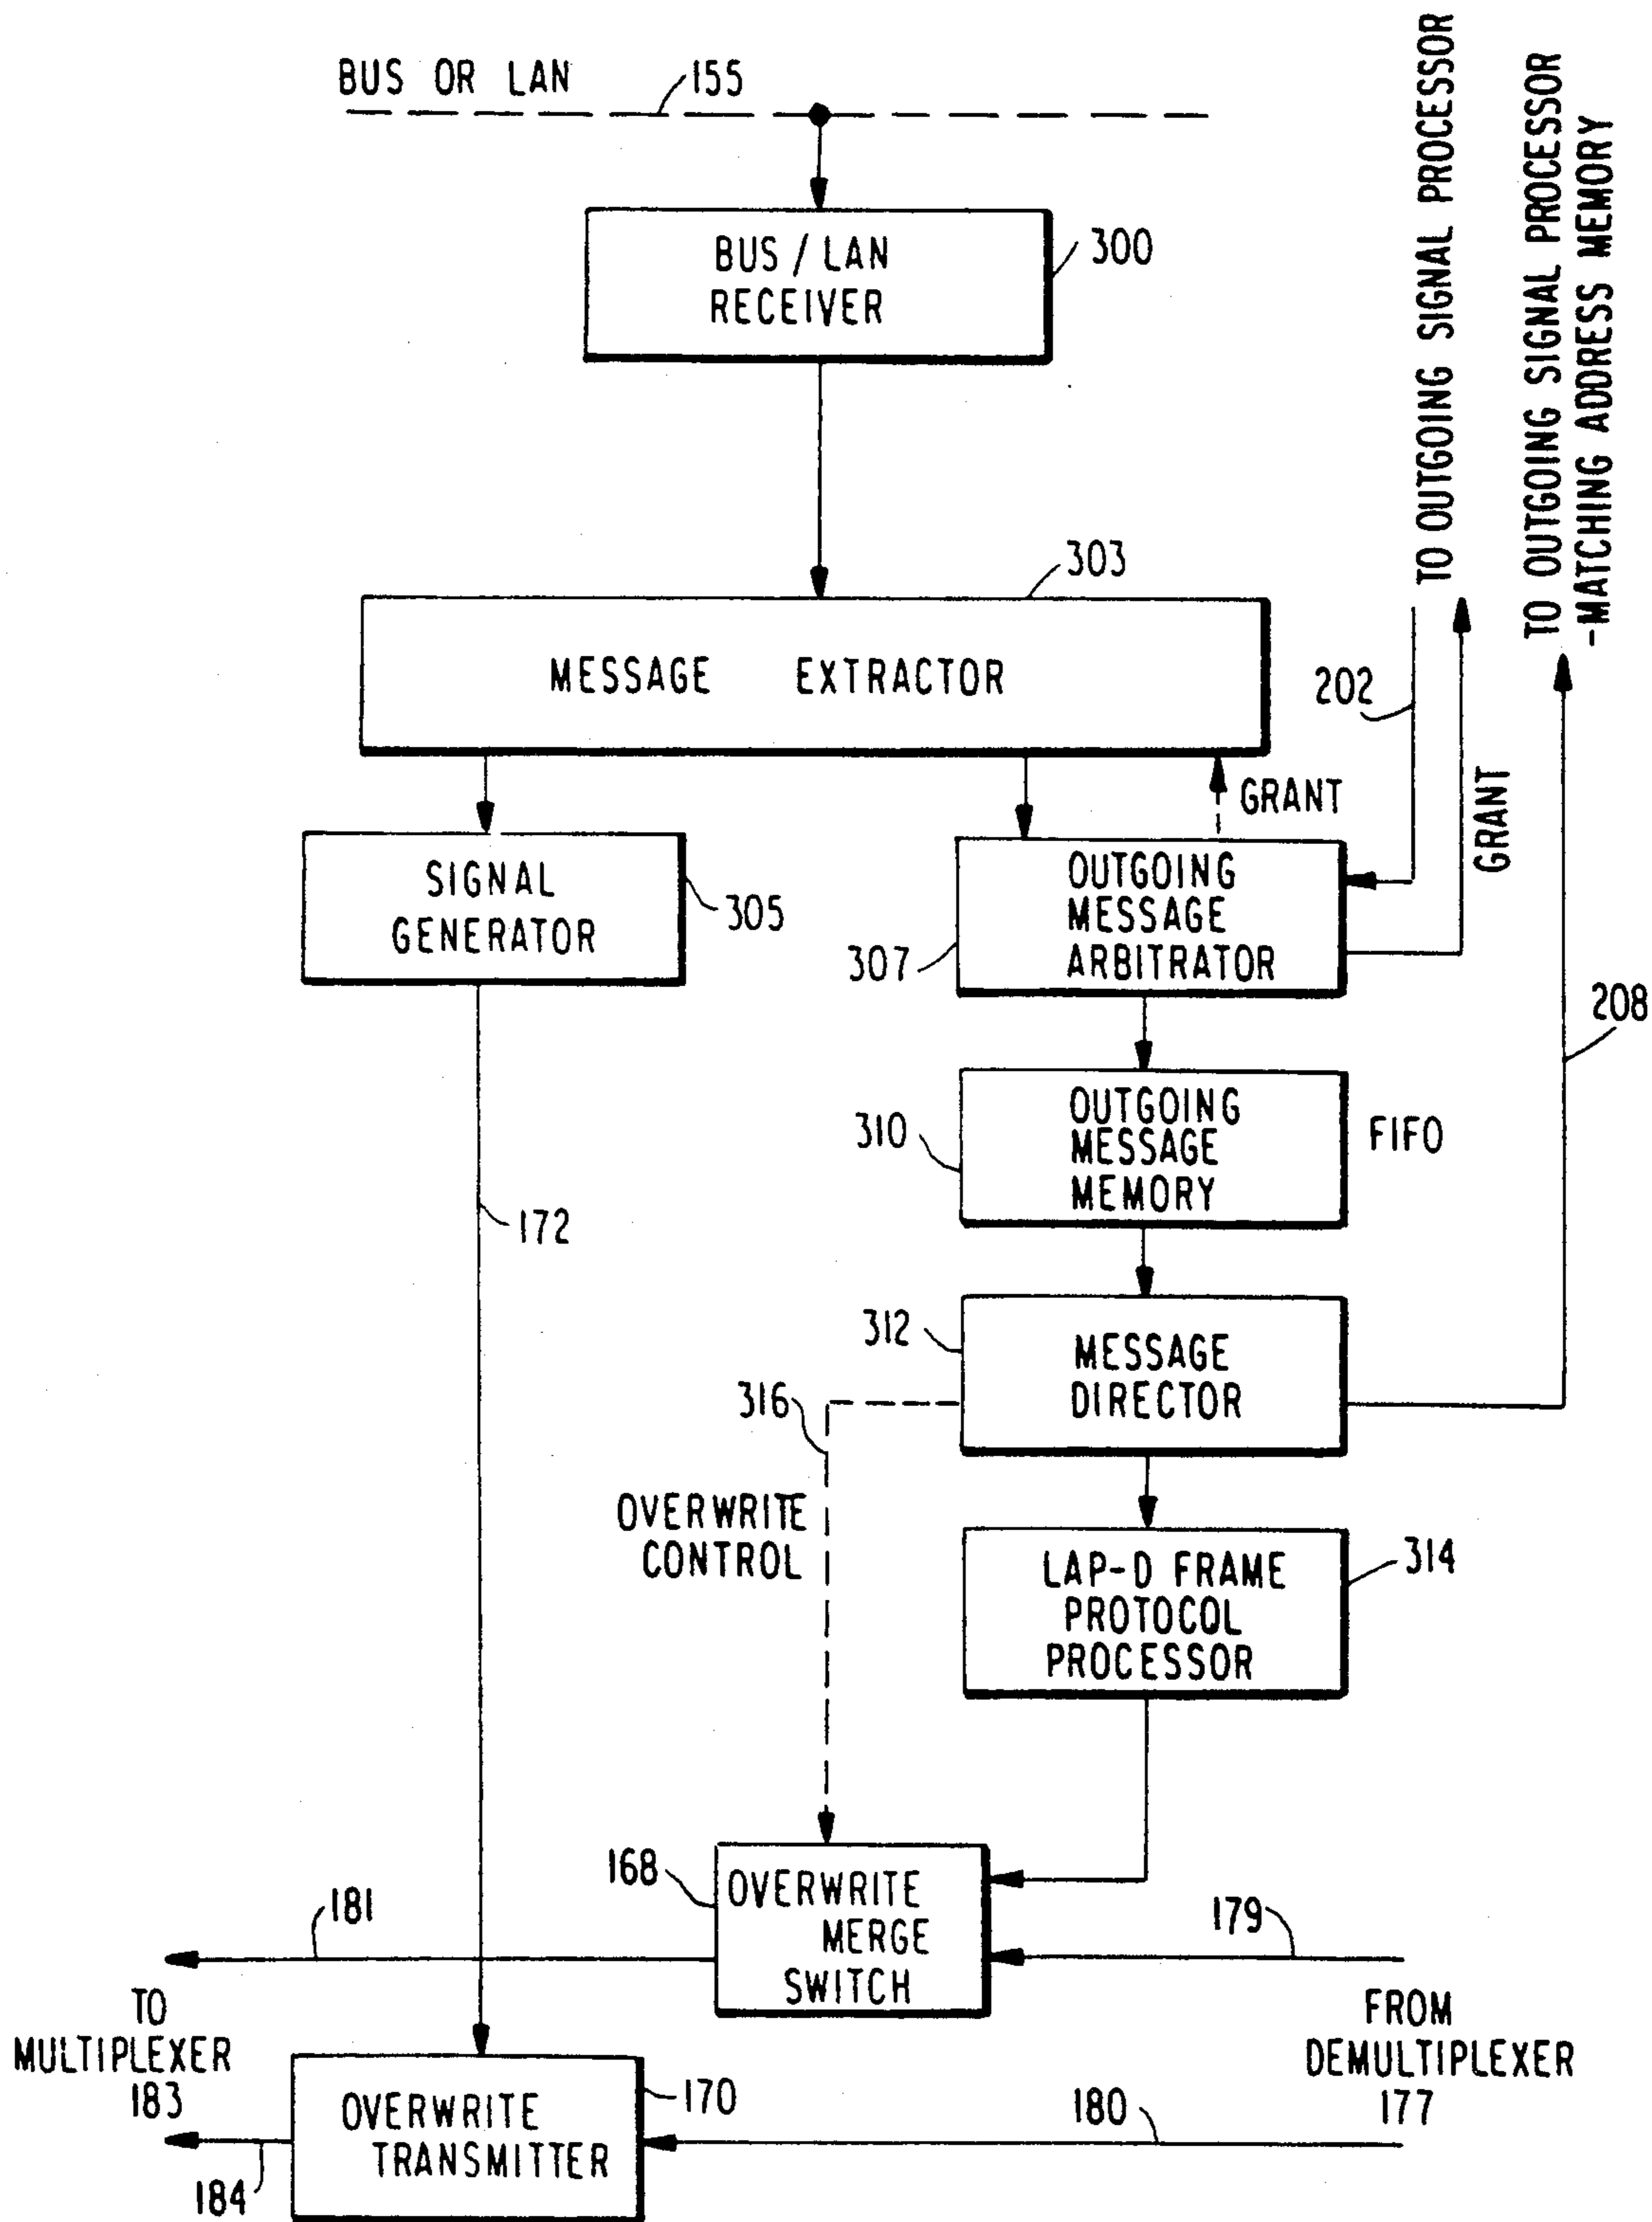 BUS OR LAN
155
BUS / LAN
RECEIVER
300
TO OUTGOING SIGNAL PROCESSOR
TO OUTGOING SIGNAL PROCESSOR
-MATCHING ADDRESS MEMORY
303
MESSAGE EXTRACTOR
202
GRANT
GRANT
SIGNAL
GENERATOR
305
OUTGOING
MESSAGE
ARBITRATOR
307
208
OUTGOING
MESSAGE
MEMORY
310
FIFO
172
312
MESSAGE
DIRECTOR
316
OVERWRITE
CONTROL
LAP-D FRAME
PROTOCOL
PROCESSOR
314
168
OVERWRITE
MERGE
SWITCH
181
179
TO
MULTIPLEXER
183
FROM
DEMULTIPLEXER
177
OVERWRITE
TRANSMITTER
170
180
184